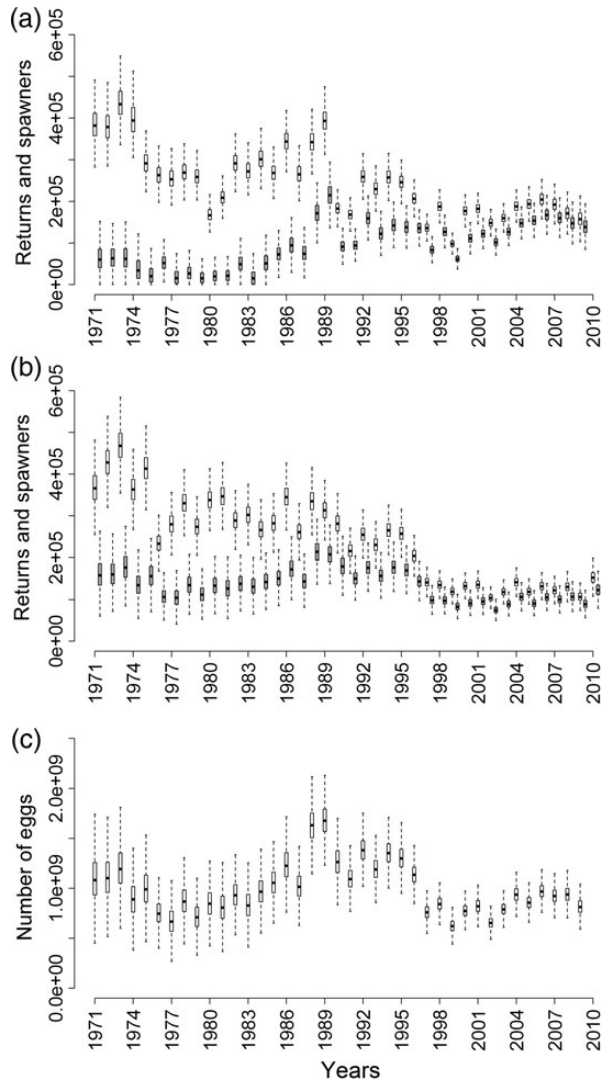 (a)
Returns and spawners
0e+00 2e+05 4e+05 6e+05
1971 1974 1977 1980 1983 1986 1989 1992 1995 1998 2001 2004 2007 2010
(b)
Returns and spawners
0e+00 2e+05 4e+05 6e+05
1971 1974 1977 1980 1983 1986 1989 1992 1995 1998 2001 2004 2007 2010
(c)
Number of eggs
0.0e+00 1.0e+09 2.0e+09
1971 1974 1977 1980 1983 1986 1989 1992 1995 1998 2001 2004 2007 2010
Years